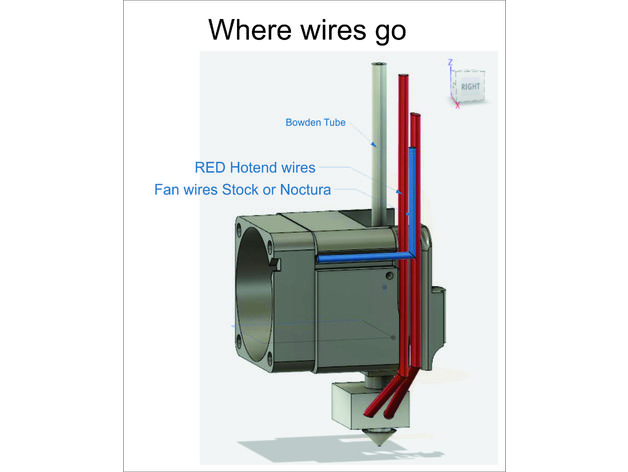 Where wires go
Z
RIGHT
X
Bowden Tube
RED Hotend wires
Fan wires Stock or Noctura